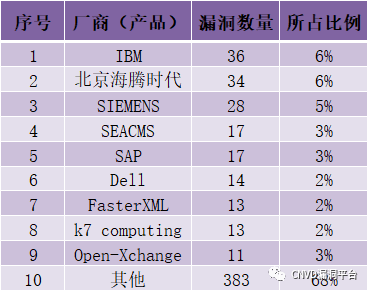 序号 厂商（产品） 漏洞数量 所占比例
1 IBM 36 6%
2 北京海腾时代 34 6%
3 SIEMENS 28 5%
4 SEACMS 17 3%
5 SAP 17 3%
6 Dell 14 2%
7 FasterXML 13 2%
8 k7 computing 13 2%
9 Open-Xchange 11 3%
10 其他 383 68%
CNVD漏洞平台